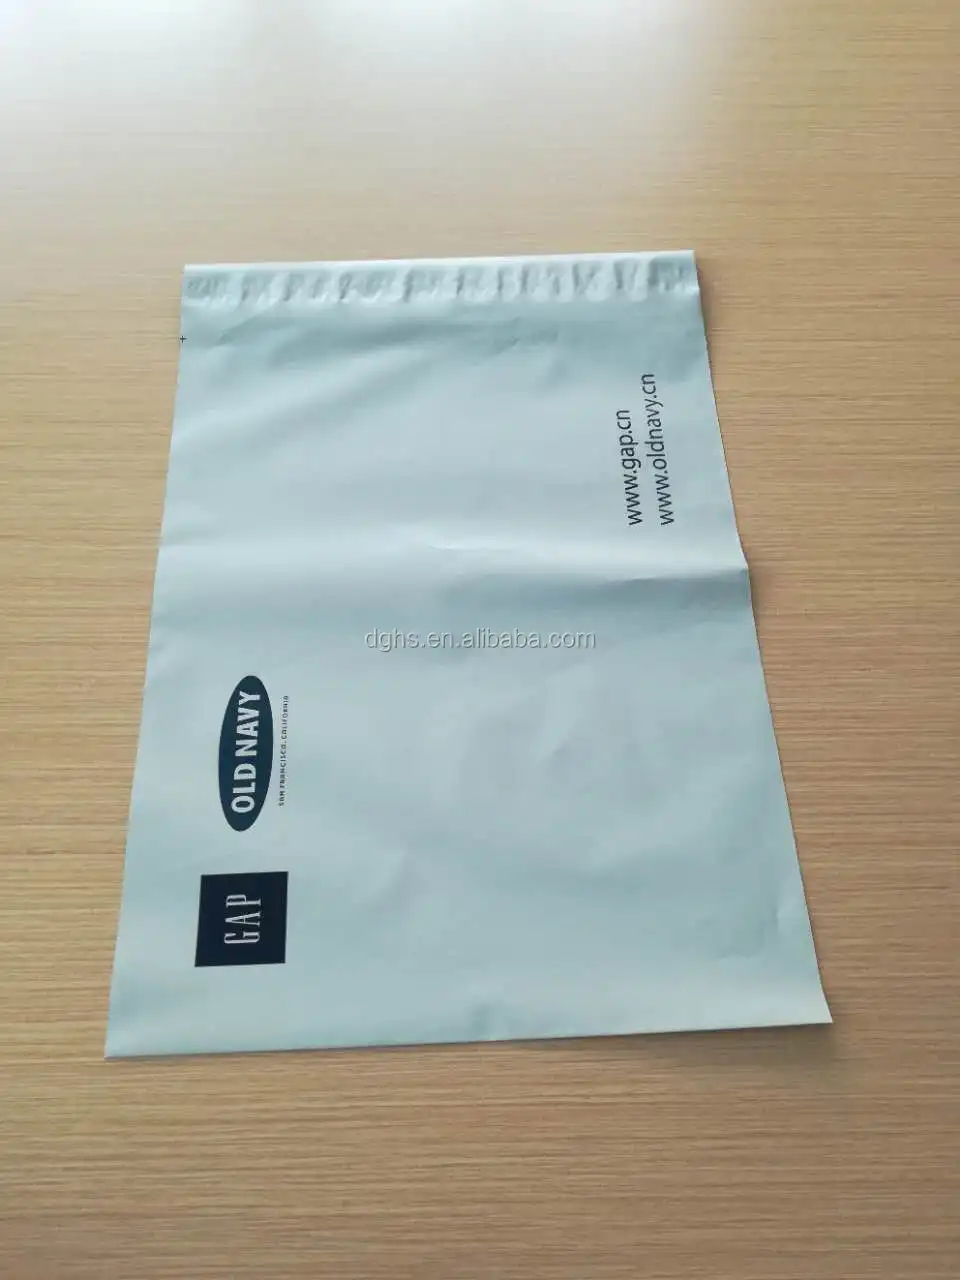 GAP
OLD NAVY
SAN FRANCISCO, CALIFORNIA
www.gap.cn
www.oldnavy.cn
dghs.en.alibaba.com